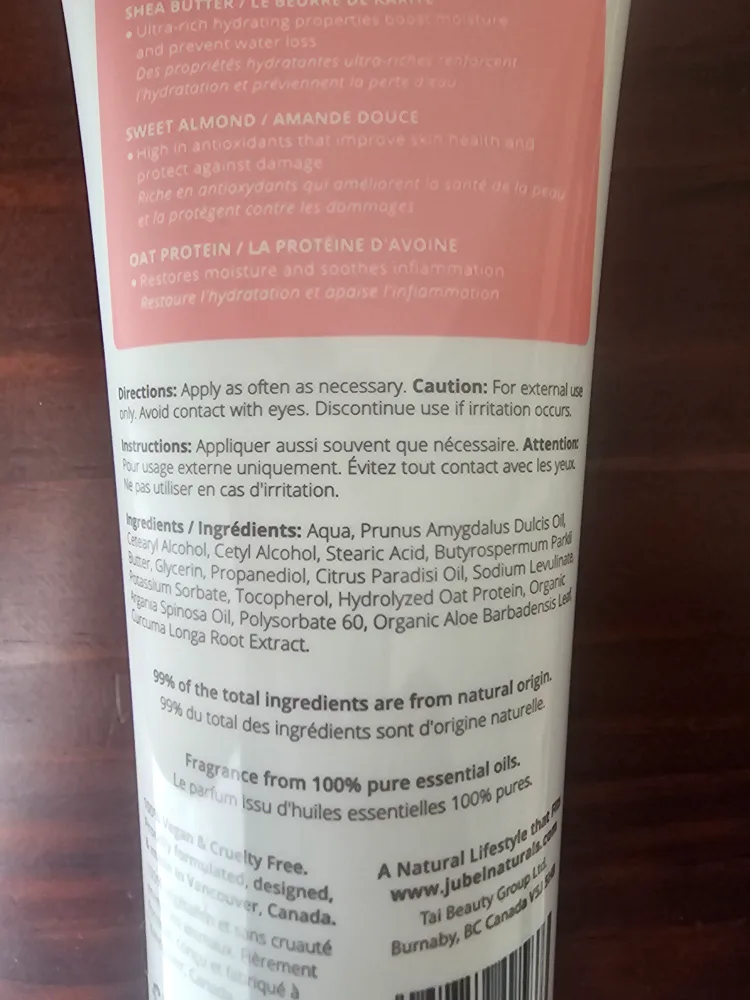 SHEA BUTTER / LE BEURRE DE KARITÉ
• Ultra-rich hydrating properties boost moisture
and prevent water loss
Des propriétés hydratantes ultra-riches renforcent
l'hydratation et préviennent la perte d'eau
SWEET ALMOND / AMANDE DOUCE
• High in antioxidants that improve skin health and
protect against damage
Riche en antioxydants qui améliorent la santé de la peau
et la protègent contre les dommages
OAT PROTEIN / LA PROTÉINE D'AVOINE
• Restores moisture and soothes inflammation
Restaure l'hydratation et apaise l'inflammation
Directions: Apply as often as necessary. Caution: For external use
only. Avoid contact with eyes. Discontinue use if irritation occurs.
Instructions: Appliquer aussi souvent que nécessaire. Attention:
Pour usage externe uniquement. Évitez tout contact avec les yeux.
Ne pas utiliser en cas d'irritation.
Ingredients / Ingrédients: Aqua, Prunus Amygdalus Dulcis Oil,
Cetearyl Alcohol, Cetyl Alcohol, Stearic Acid, Butyrospermum Parkii
Butter, Glycerin, Propanediol, Citrus Paradisi Oil, Sodium Levulinate,
Potassium Sorbate, Tocopherol, Hydrolyzed Oat Protein, Organic
Argania Spinosa Oil, Polysorbate 60, Organic Aloe Barbadensis Leaf,
Curcuma Longa Root Extract.
99% of the total ingredients are from natural origin.
99% du total des ingrédients sont d'origine naturelle.
Fragrance from 100% pure essential oils.
Le parfum issu d'huiles essentielles 100% pures.
100% Vegan & Cruelty Free.
formulated, designed,
& made in Vancouver, Canada.
et sans cruauté
Fièrement
conçu et fabriqué à
A Natural Lifestyle that
www.Jubelnaturals.com
Tai Beauty Group Ltd.
Burnaby, BC Canada V5J